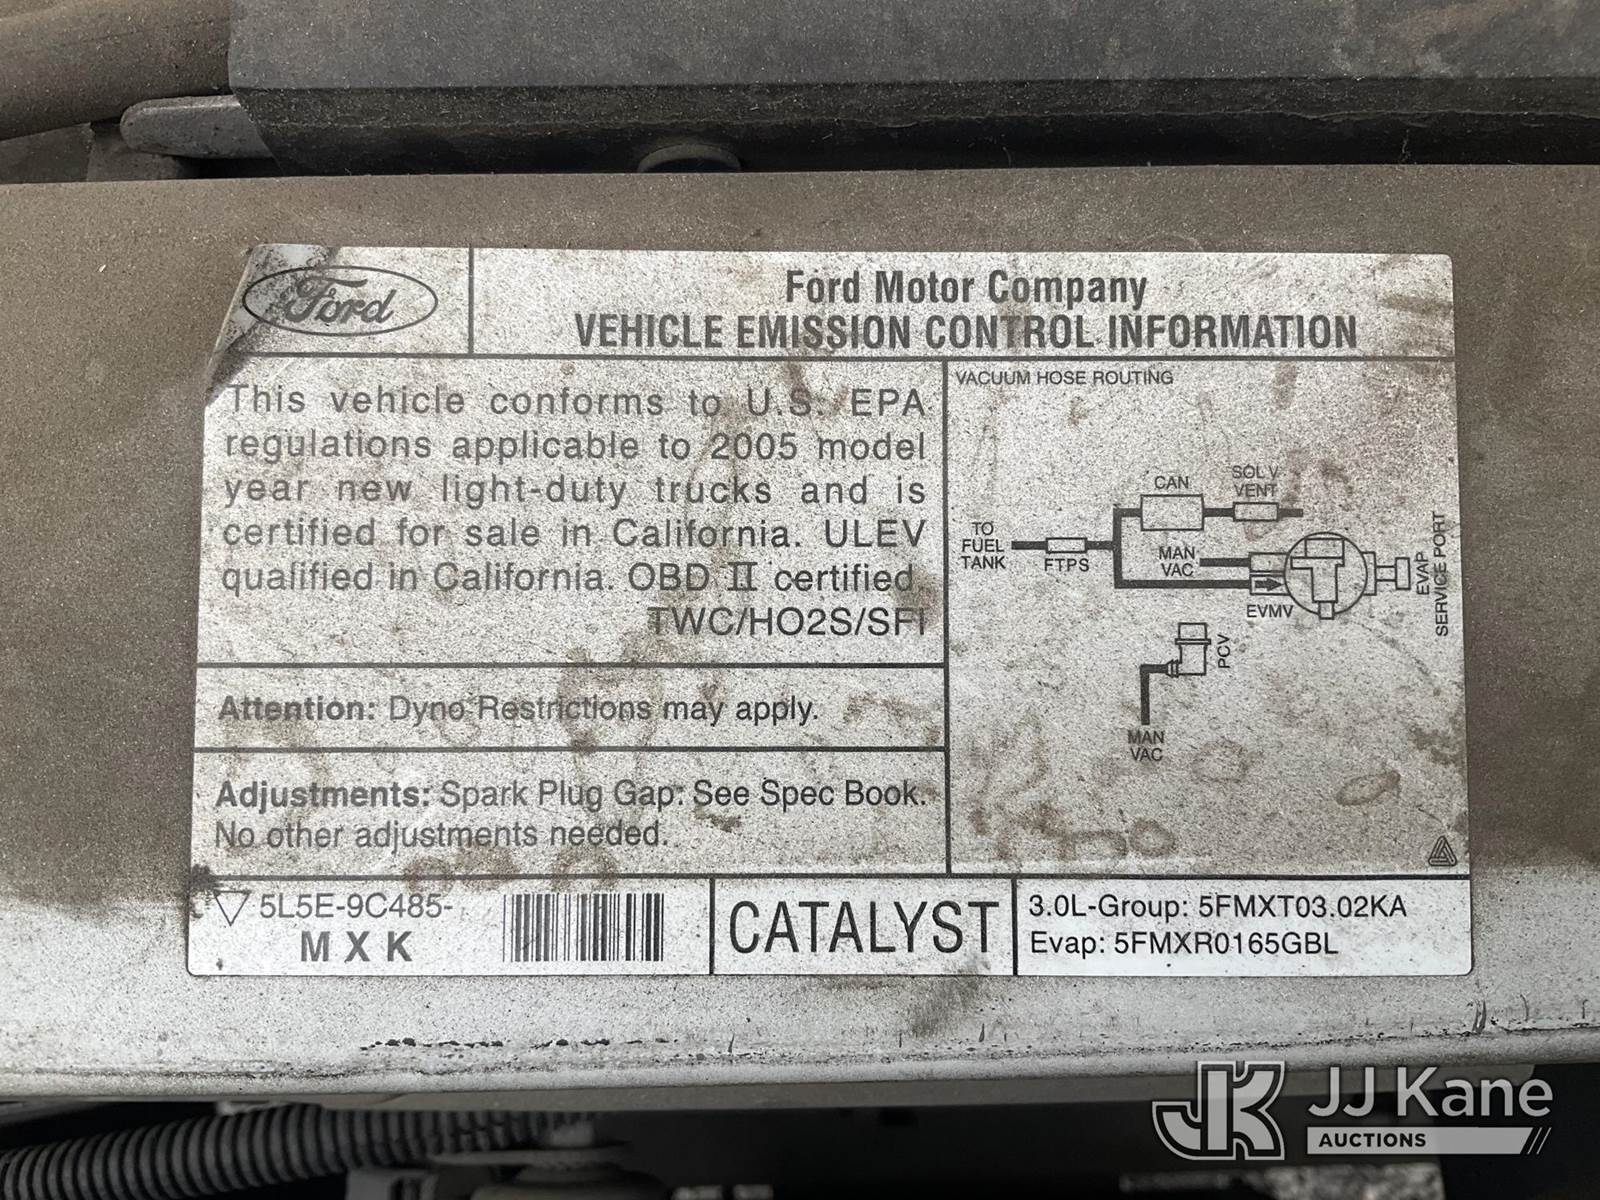 Ford
Ford Motor Company
VEHICLE EMISSION CONTROL INFORMATION
This vehicle conforms to U.S. EPA
regulations applicable to 2005 model
year new light-duty trucks and is
certified for sale in California. ULEV
qualified in California. OBD II certified.
TWC/HO2S/SFI
Attention: Dyno Restrictions may apply.
Adjustments: Spark Plug Gap: See Spec Book.
No other adjustments needed.
VACUUM HOSE ROUTING
CAN
SOL V
VENT
TO
FUEL
TANK
FTPS
MAN
VAC
EVMV
EVAP
SERVICE PORT
PCV
MAN
VAC
5L5E-9C485-
M X K
CATALYST
3.0L-Group: 5FMXT03.02KA
Evap: 5FMXR0165GBL
JK JJ Kane
AUCTIONS